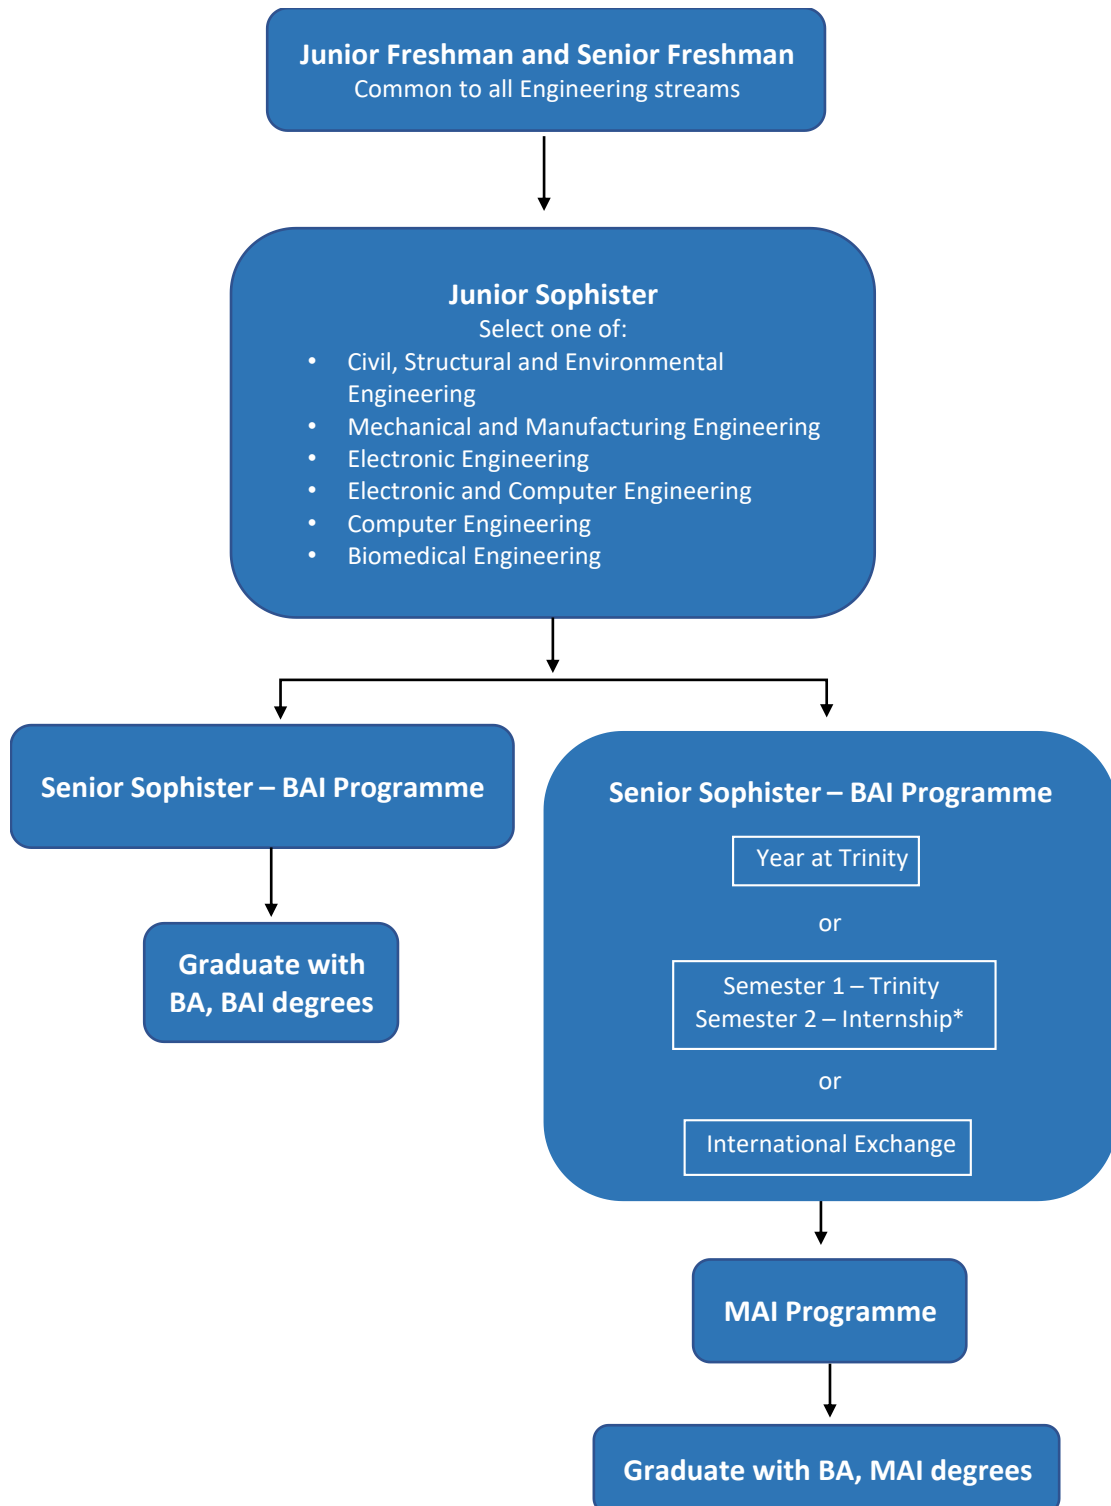 Junior Freshman and Senior Freshman
Common to all Engineering streams
Junior Sophister
Select one of:
• Civil, Structural and Environmental
Engineering
• Mechanical and Manufacturing Engineering
• Electronic Engineering
• Electronic and Computer Engineering
• Computer Engineering
• Biomedical Engineering
Senior Sophister – BAI Programme
Graduate with
BA, BAI degrees
Senior Sophister – BAI Programme
Year at Trinity
or
Semester 1 – Trinity
Semester 2 – Internship*
or
International Exchange
MAI Programme
Graduate with BA, MAI degrees